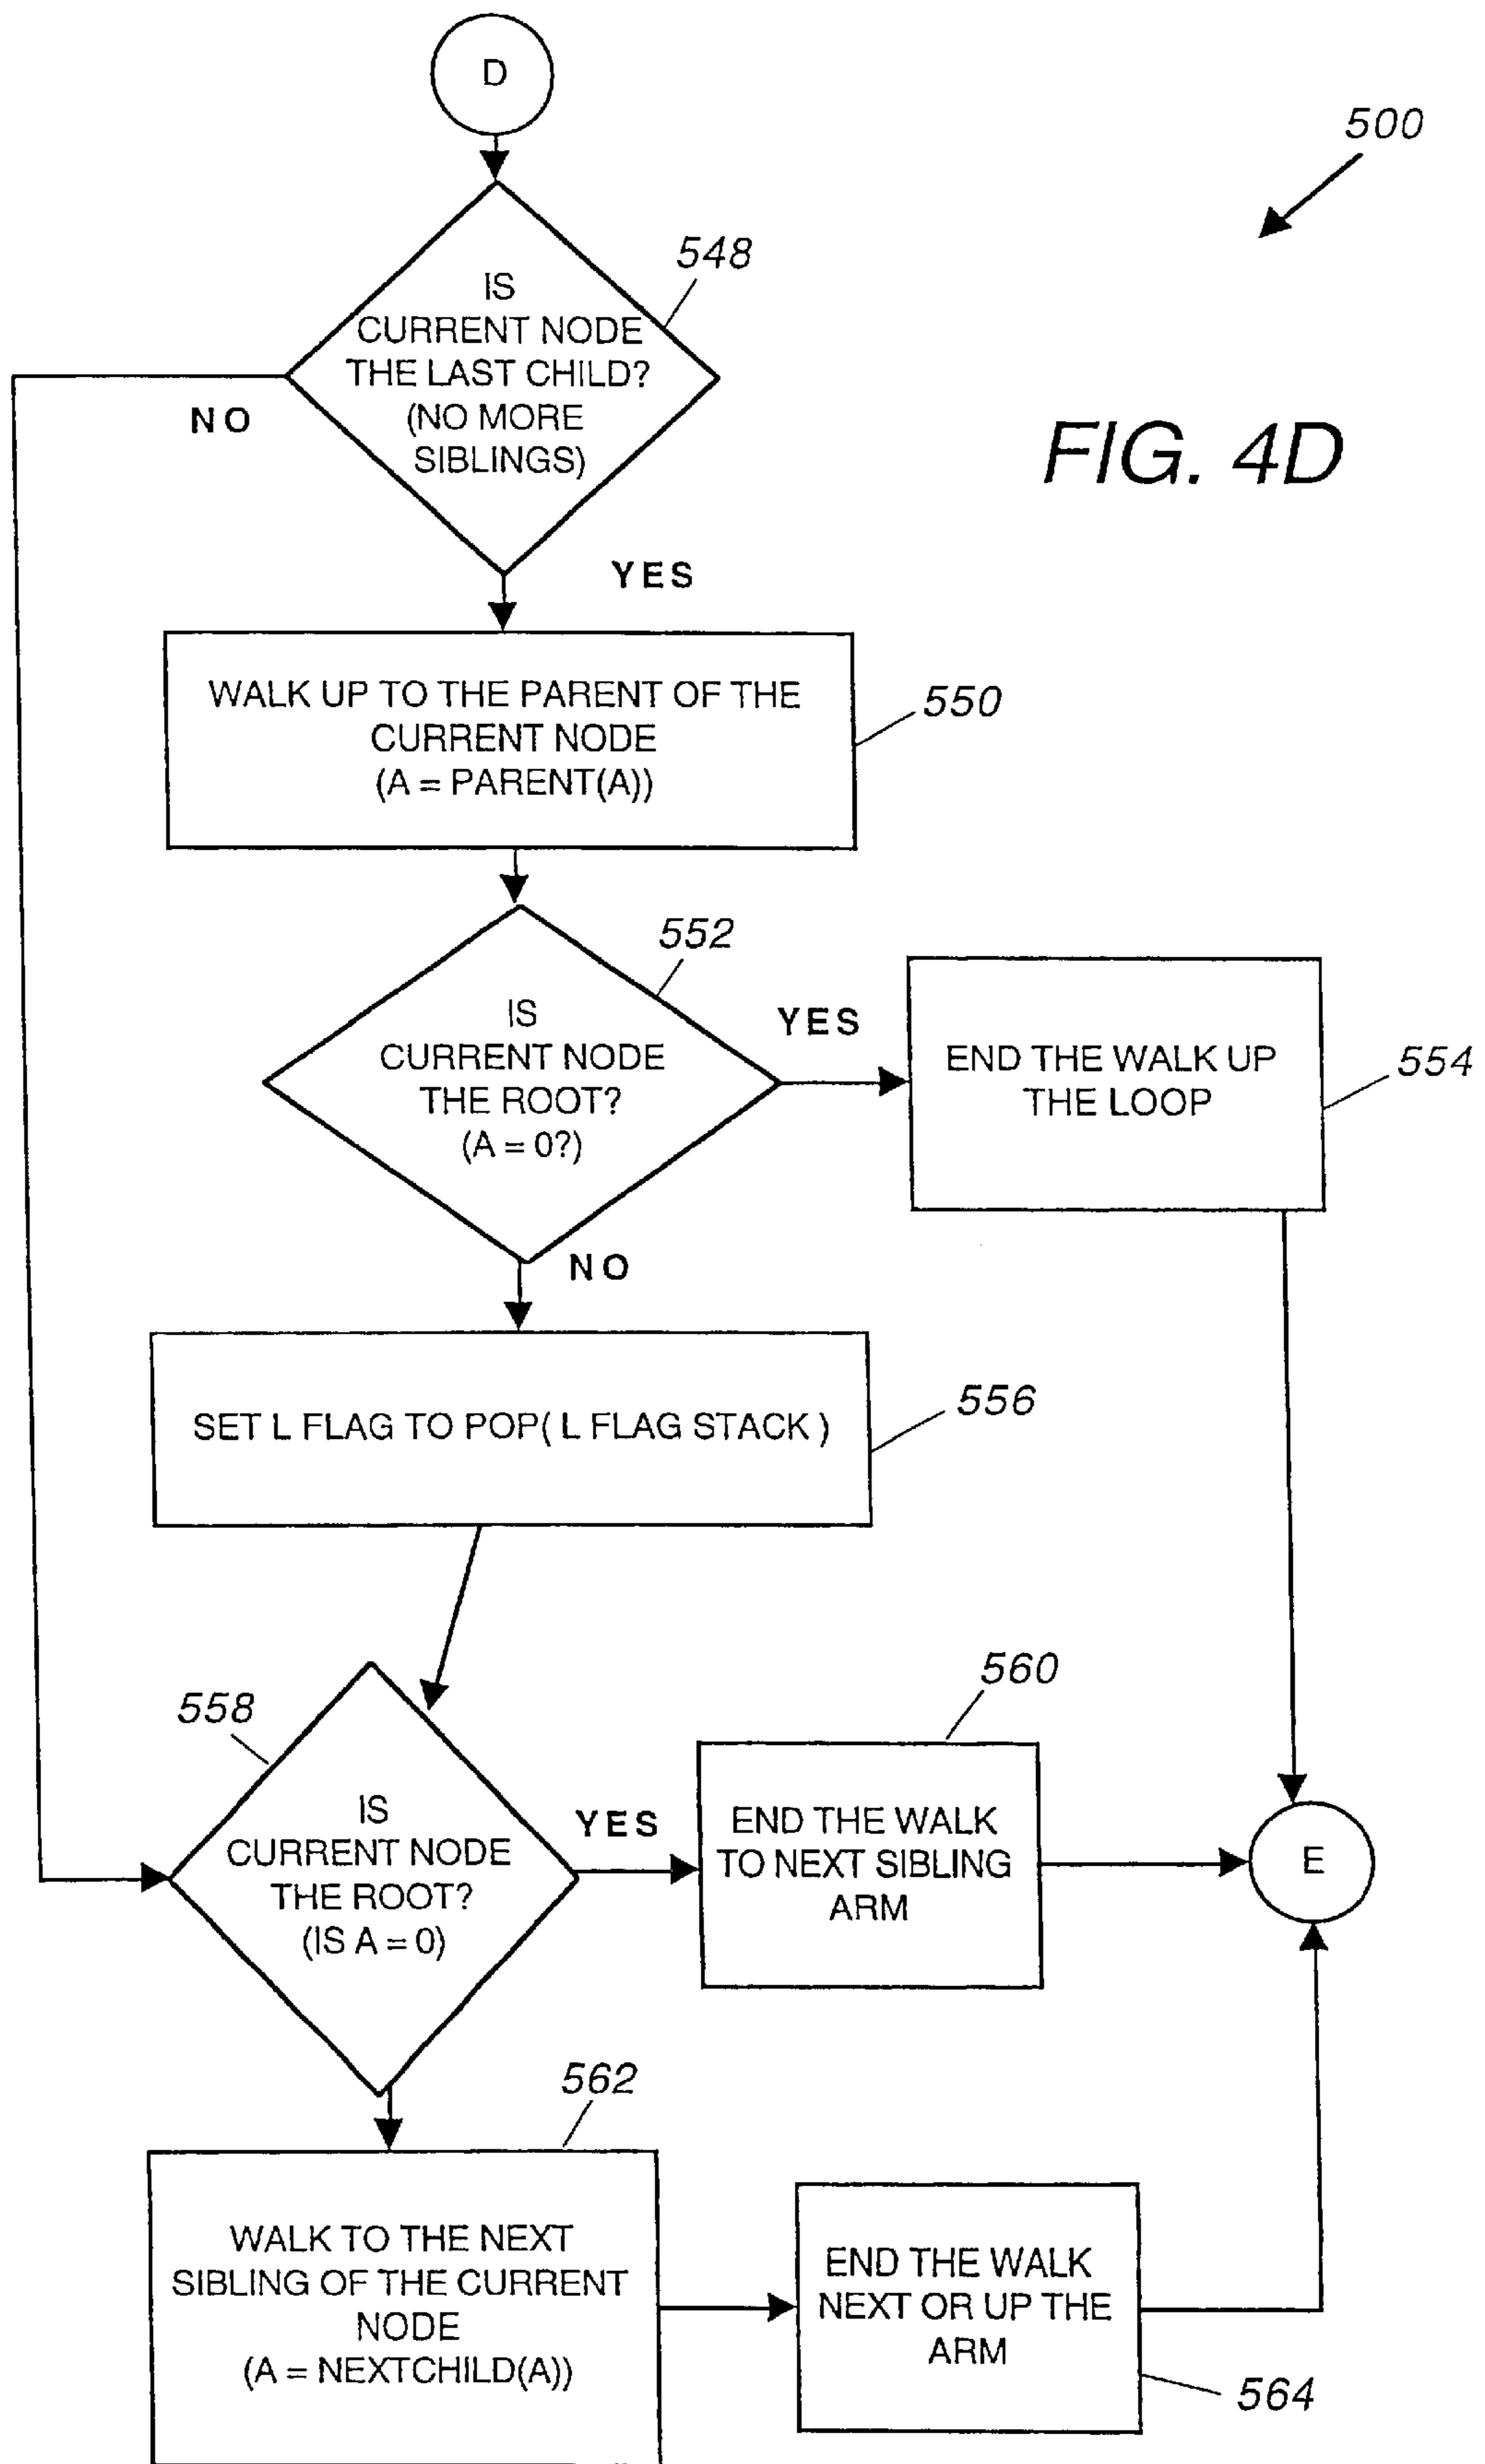 D
500
548
IS
CURRENT NODE
THE LAST CHILD?
(NO MORE
SIBLINGS)
NO
FIG. 4D
YES
WALK UP TO THE PARENT OF THE
CURRENT NODE
(A = PARENT(A))
550
552
IS
CURRENT NODE
THE ROOT?
(A = 0?)
YES
END THE WALK UP
THE LOOP
554
NO
SET L FLAG TO POP( L FLAG STACK )
556
558
IS
CURRENT NODE
THE ROOT?
(IS A = 0)
YES
560
END THE WALK
TO NEXT SIBLING
ARM
E
562
WALK TO THE NEXT
SIBLING OF THE CURRENT
NODE
(A = NEXTCHILD(A))
END THE WALK
NEXT OR UP THE
ARM
564